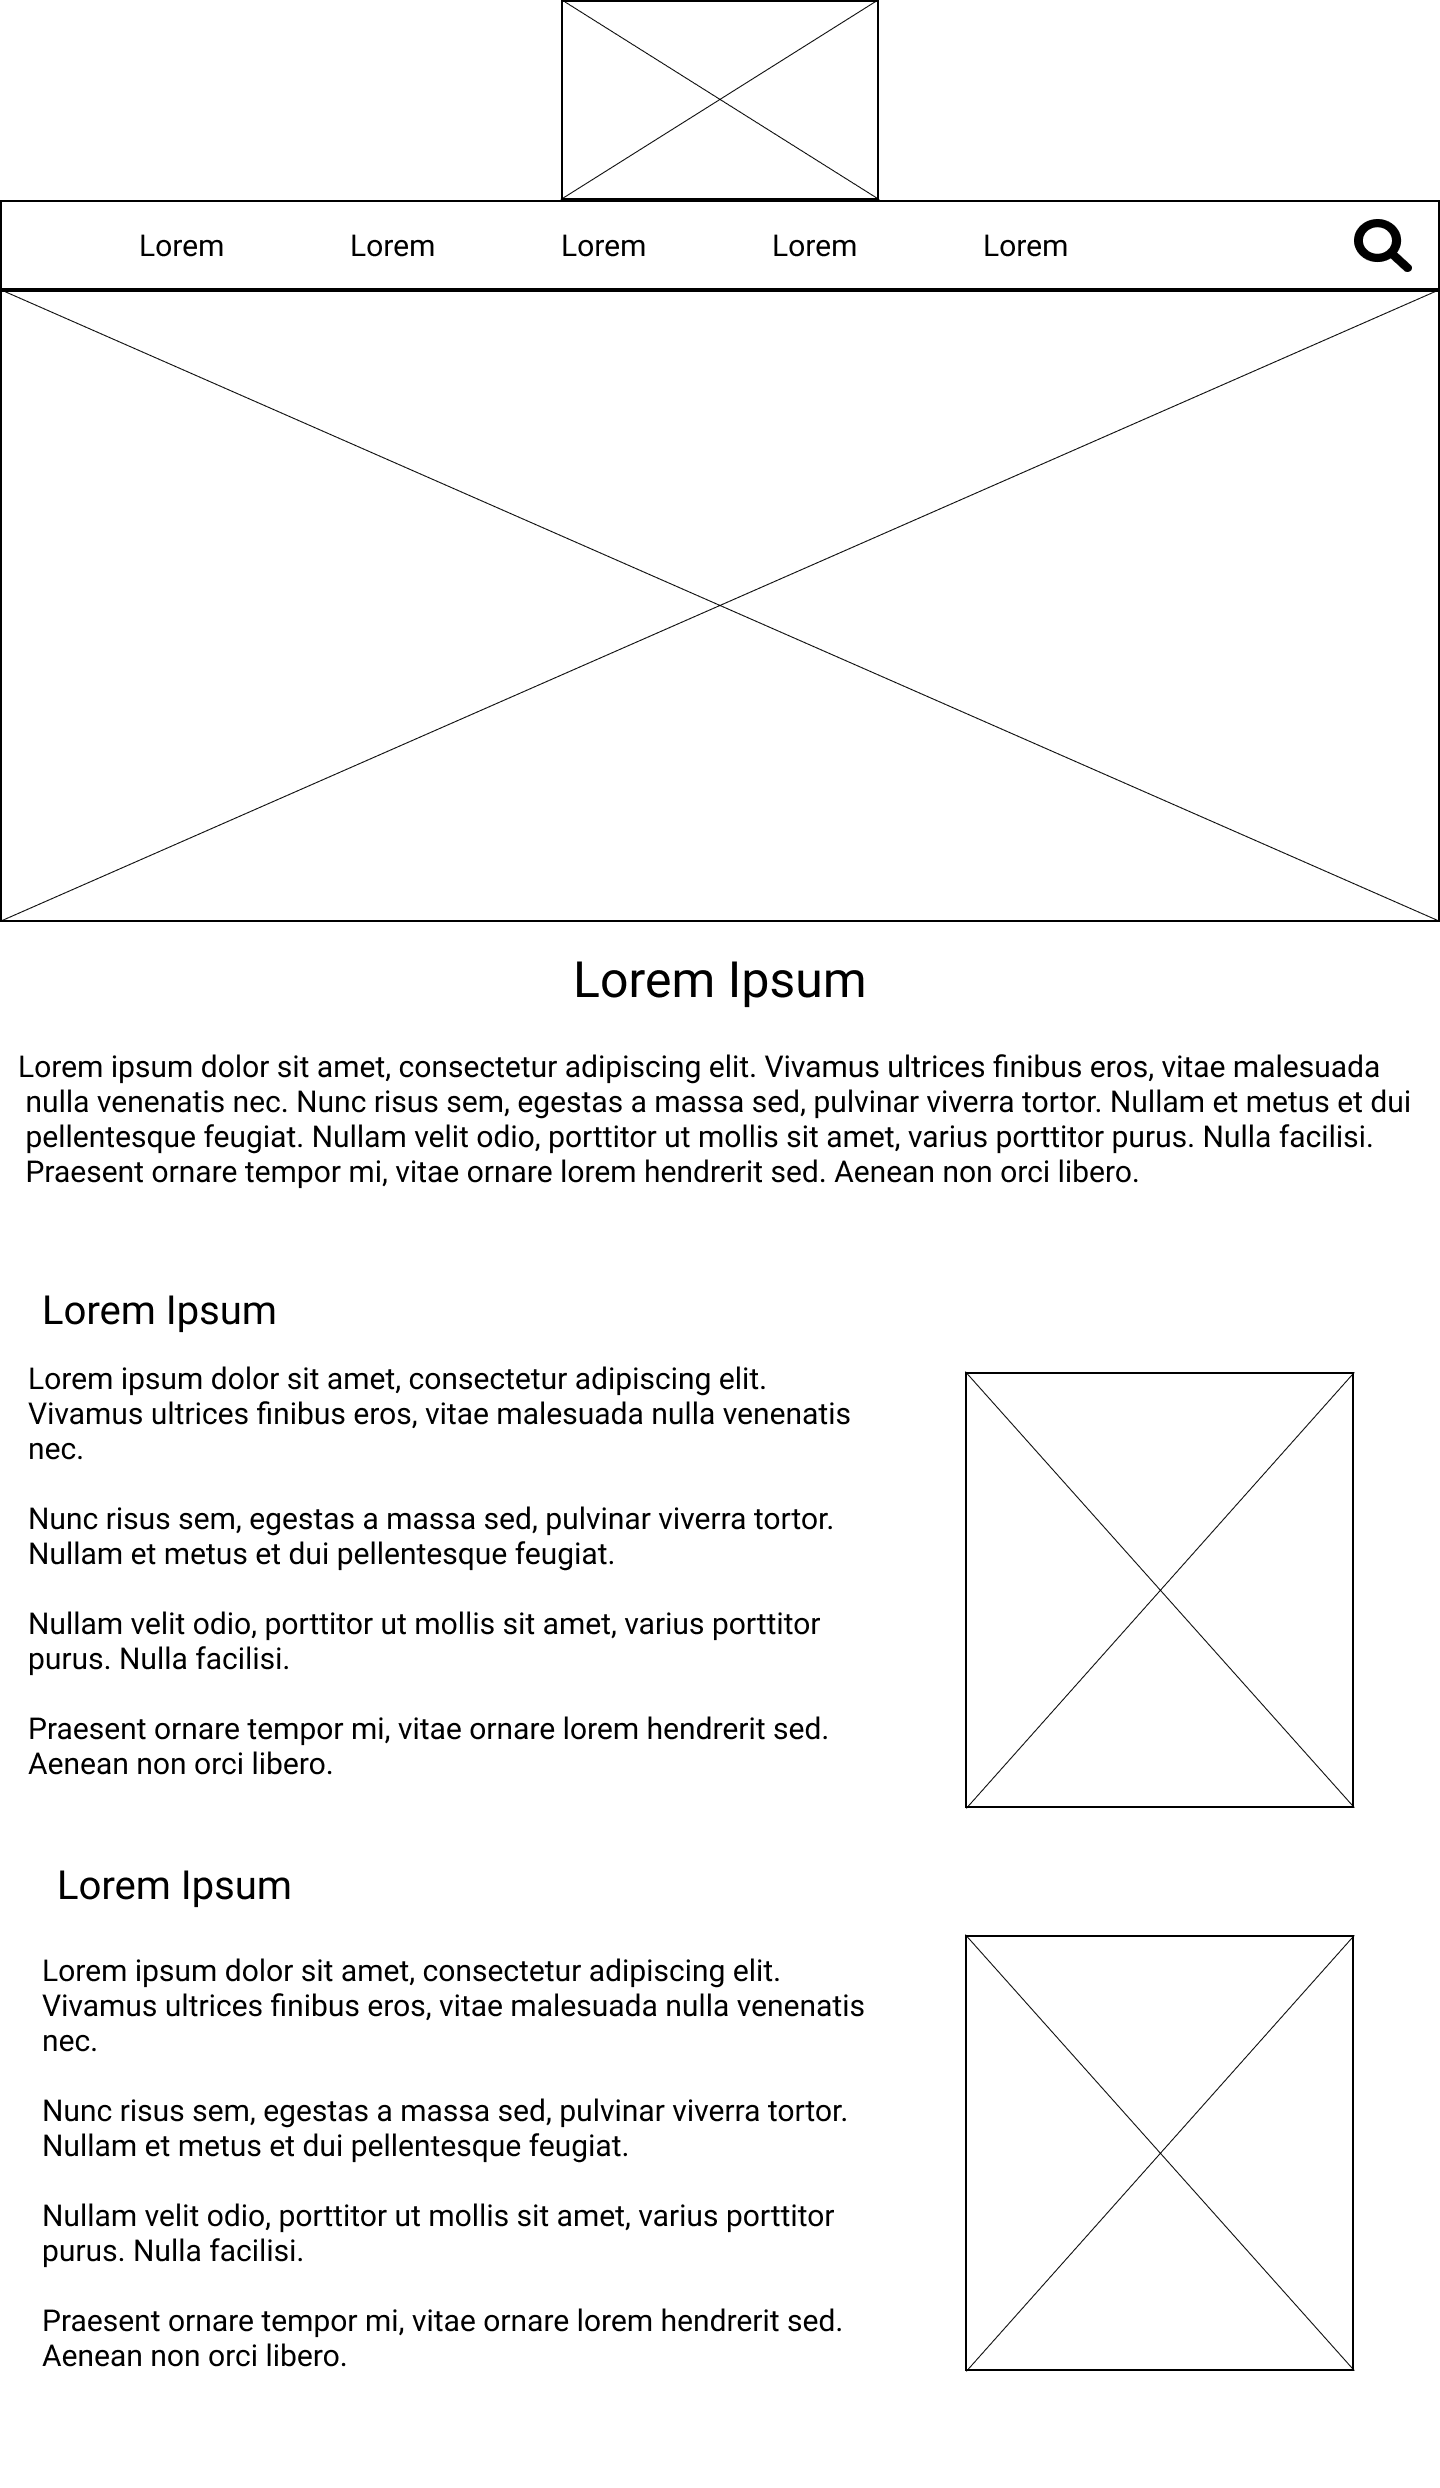 Lorem Lorem Lorem Lorem Lorem
Lorem Ipsum
Lorem ipsum dolor sit amet, consectetur adipiscing elit. Vivamus ultrices finibus eros, vitae malesuada
nulla venenatis nec. Nunc risus sem, egestas a massa sed, pulvinar viverra tortor. Nullam et metus et dui
pellentesque feugiat. Nullam velit odio, porttitor ut mollis sit amet, varius porttitor purus. Nulla facilisi.
Praesent ornare tempor mi, vitae ornare lorem hendrerit sed. Aenean non orci libero.
Lorem Ipsum
Lorem ipsum dolor sit amet, consectetur adipiscing elit.
Vivamus ultrices finibus eros, vitae malesuada nulla venenatis
nec.
Nunc risus sem, egestas a massa sed, pulvinar viverra tortor.
Nullam et metus et dui pellentesque feugiat.
Nullam velit odio, porttitor ut mollis sit amet, varius porttitor
purus. Nulla facilisi.
Praesent ornare tempor mi, vitae ornare lorem hendrerit sed.
Aenean non orci libero.
Lorem Ipsum
Lorem ipsum dolor sit amet, consectetur adipiscing elit.
Vivamus ultrices finibus eros, vitae malesuada nulla venenatis
nec.
Nunc risus sem, egestas a massa sed, pulvinar viverra tortor.
Nullam et metus et dui pellentesque feugiat.
Nullam velit odio, porttitor ut mollis sit amet, varius porttitor
purus. Nulla facilisi.
Praesent ornare tempor mi, vitae ornare lorem hendrerit sed.
Aenean non orci libero.